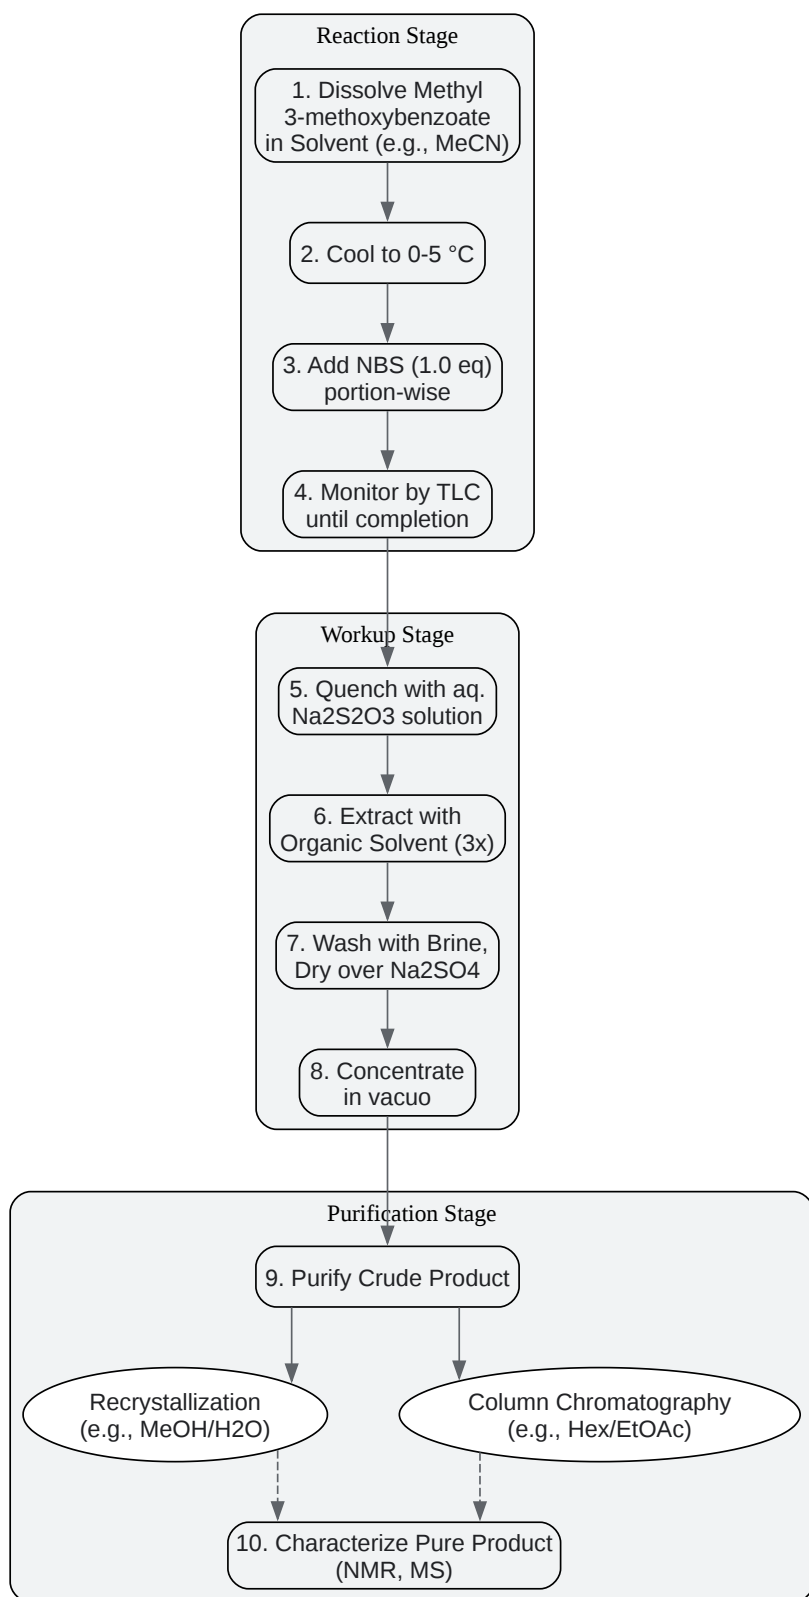 Reaction Stage
1. Dissolve Methyl
3-methoxybenzoate
in Solvent (e.g., MeCN)
2. Cool to 0-5 °C
3. Add NBS (1.0 eq)
portion-wise
4. Monitor by TLC
until completion
Workup Stage
5. Quench with aq.
Na2S2O3 solution
6. Extract with
Organic Solvent (3x)
7. Wash with Brine,
Dry over Na2SO4
8. Concentrate
in vacuo
Purification Stage
9. Purify Crude Product
Recrystallization
(e.g., MeOH/H2O)
Column Chromatography
(e.g., Hex/EtOAc)
10. Characterize Pure Product
(NMR, MS)